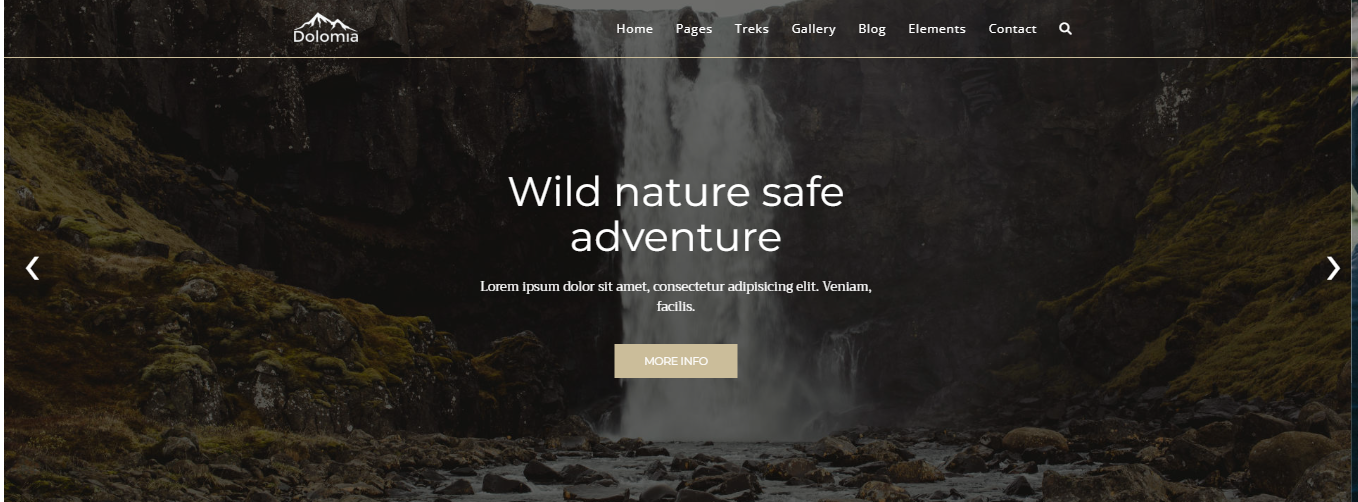 Dolomia
Home Pages Treks Gallery Blog Elements Contact
Wild nature safe
adventure
Lorem ipsum dolor sit amet, consectetur adipisicing elit. Veniam,
facilis.
MORE INFO